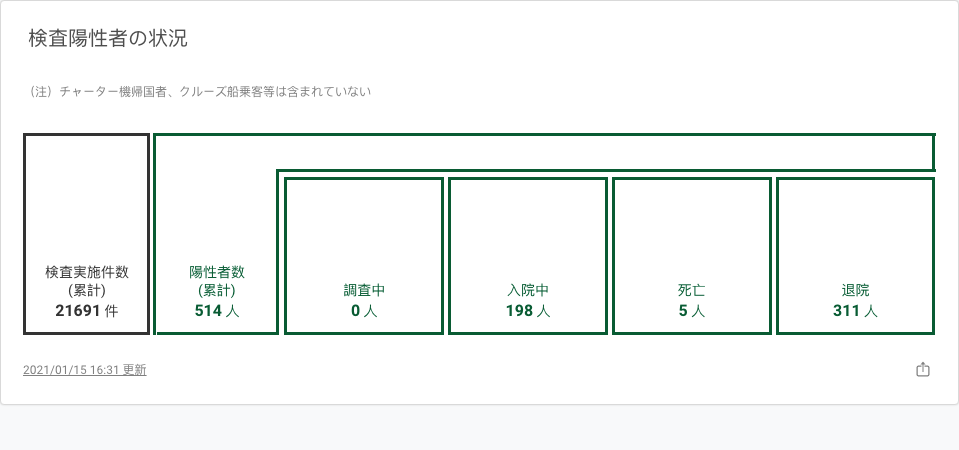 検査陽性者の状況
（注）チャーター機帰国者、クルーズ船乗客等は含まれていない
検査実施件数
(累計)
21691 件
陽性者数
(累計)
514 人
調査中
0 人
入院中
198 人
死亡
5 人
退院
311 人
2021/01/15 16:31 更新